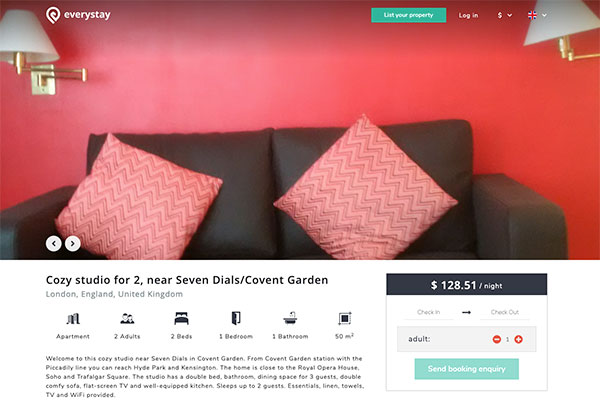 everystay
List your property
Log in
$
Cozy studio for 2, near Seven Dials/Covent Garden
London, England, United Kingdom
Apartment
2 Adults
2 Beds
1 Bedroom
1 Bathroom
50 m²
Welcome to this cozy studio near Seven Dials in Covent Garden. From Covent Garden station with the
Piccadily line you can reach Hyde Park and Kensington. The home is close to the Royal Opera House,
Soho and Trafalgar Square. The studio has a double bed, bathroom, dining space for 3 guests, double
comfy sofa, flat-screen TV and well-equipped kitchen. Sleeps up to 2 guests. Essentials, linen, towels,
TV and WiFi provided.
$ 128.51 / night
Check In
Check Out
adult:
1
Send booking enquiry